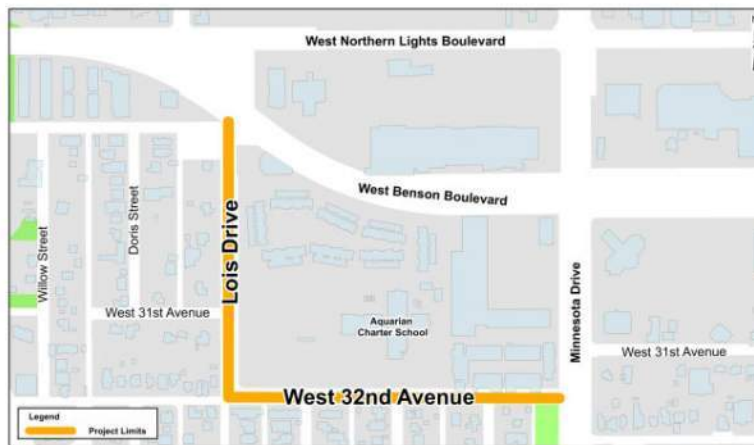 West Northern Lights Boulevard
West Benson Boulevard
Willow Street
Doris Street
Lois Drive
West 31st Avenue
Aquarian
Charter School
Minnesota Drive
West 31st Avenue
West 32nd Avenue
Legend
Project Limits